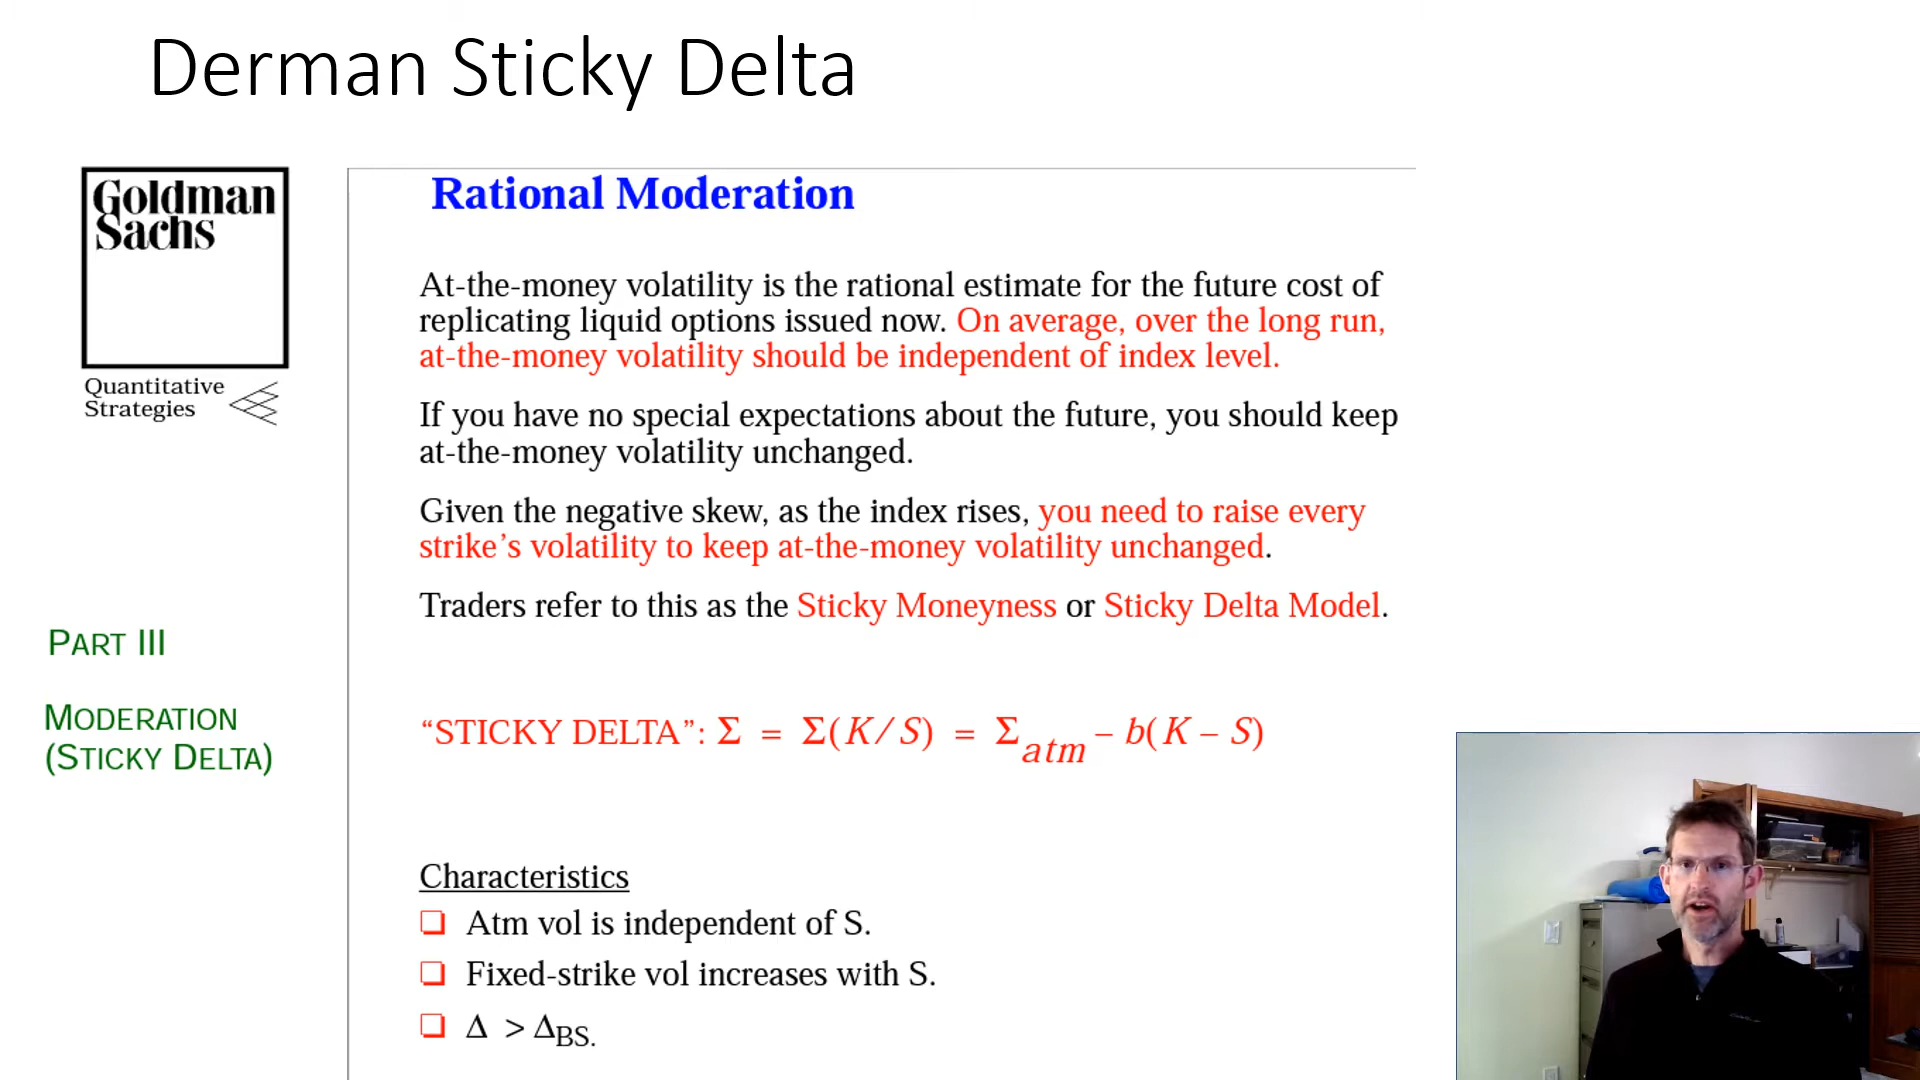 Derman Sticky Delta
Goldman
Sachs
Quantitative
Strategies
PART III
MODERATION
(STICKY DELTA)
Rational Moderation
At-the-money volatility is the rational estimate for the future cost of
replicating liquid options issued now. On average, over the long run,
at-the-money volatility should be independent of index level.
If you have no special expectations about the future, you should keep
at-the-money volatility unchanged.
Given the negative skew, as the index rises, you need to raise every
strike’s volatility to keep at-the-money volatility unchanged.
Traders refer to this as the Sticky Moneyness or Sticky Delta Model.
“STICKY DELTA”: Σ = Σ(K/S) = Σatm – b(K – S)
Characteristics
❑ Atm vol is independent of S.
❑ Fixed-strike vol increases with S.
❑ Δ > ΔBS.